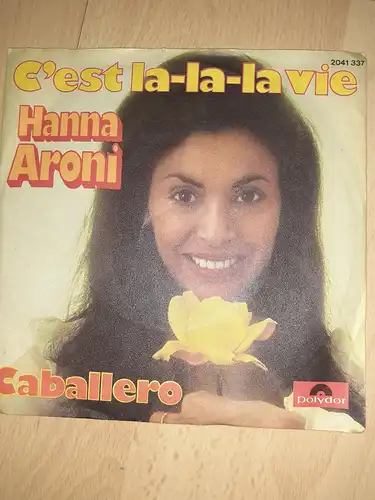 2041 337
C'est la-la-la vie
Hanna
Aroni
Caballero
polydor